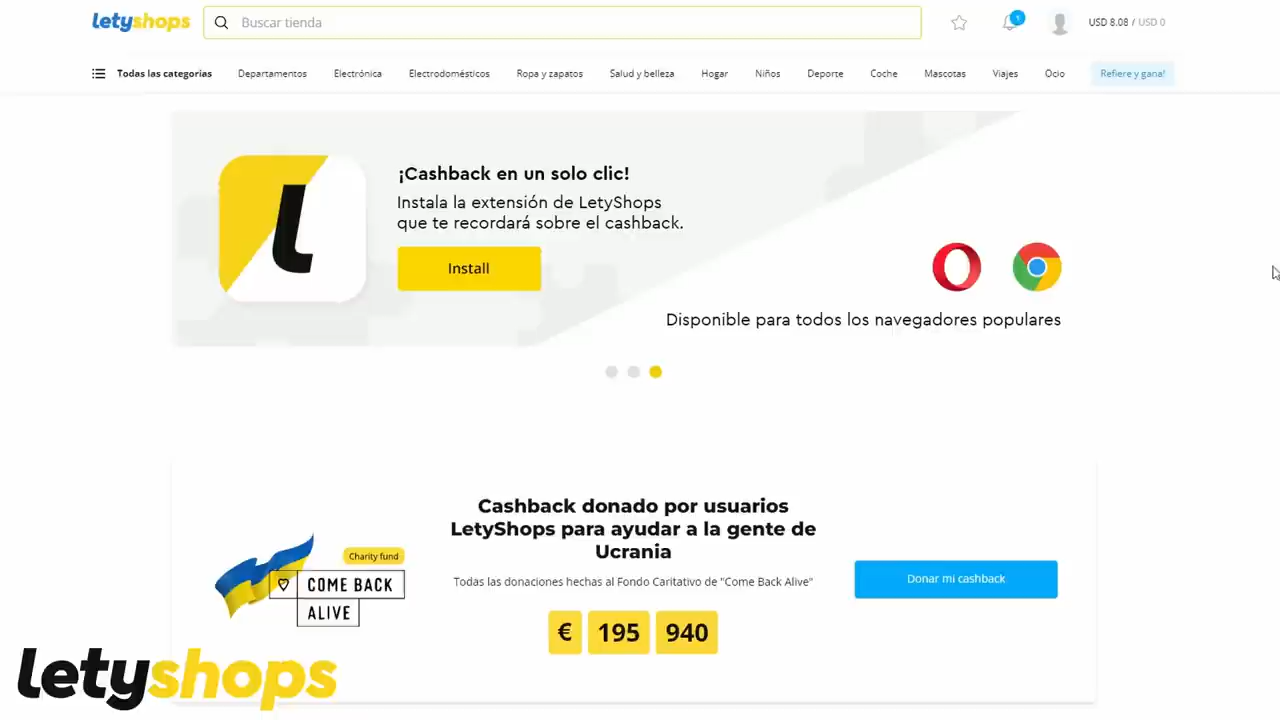 letyshops
Buscar tienda
1
USD 8.08 / USD 0
Todas las categorías
Departamentos
Electrónica
Electrodomésticos
Ropa y zapatos
Salud y belleza
Hogar
Niños
Deporte
Coche
Mascotas
Viajes
Ocio
Refiere y gana!
L
¡Cashback en un solo clic!
Instala la extensión de LetyShops
que te recordará sobre el cashback.
Install
Disponible para todos los navegadores populares
Cashback donado por usuarios
LetyShops para ayudar a la gente de
Ucrania
Charity fund
COME BACK
ALIVE
Todas las donaciones hechas al Fondo Caritativo de "Come Back Alive"
Donar mi cashback
€ 195 940
letyshops